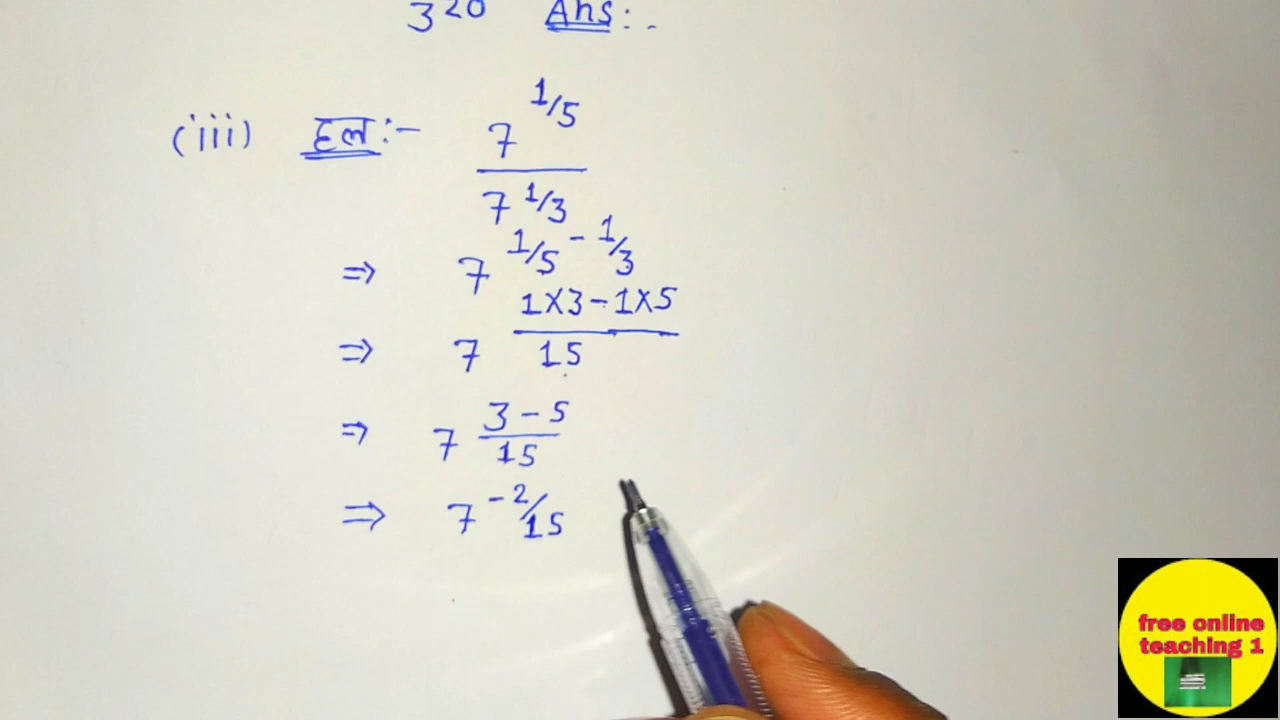 3^20 Ans:-
(iii) हल:- 7^1/5
7^1/3
⇒ 7^1/5 - 1/3
1×3-1×5
⇒ 7 15
3-5
⇒ 7 15
⇒ 7^-2/15
free online
teaching 1